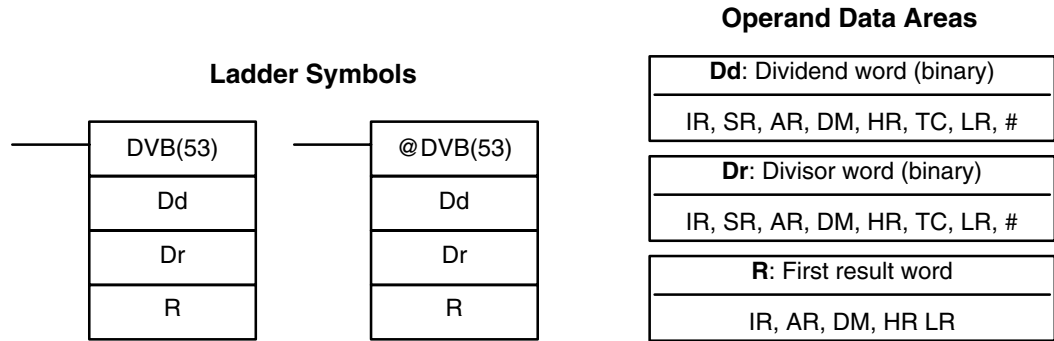 Ladder Symbols
DVB(53)
Dd
Dr
R
@DVB(53)
Dd
Dr
R
Operand Data Areas
Dd: Dividend word (binary)
IR, SR, AR, DM, HR, TC, LR, #
Dr: Divisor word (binary)
IR, SR, AR, DM, HR, TC, LR, #
R: First result word
IR, AR, DM, HR LR